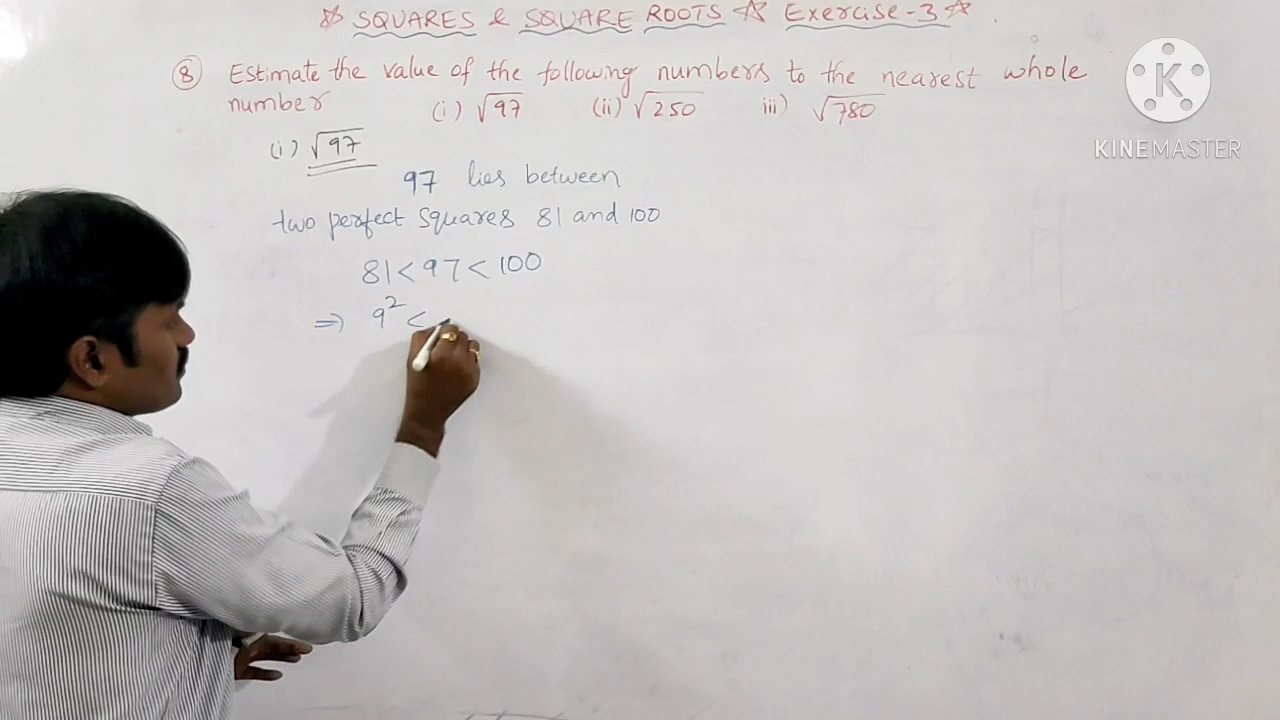 ☆ SQUARES & SQUARE ROOTS ☆ Exercise-3 ☆
⑧ Estimate the value of the following numbers to the nearest whole
number (i) √97 (ii) √250 iii) √780
(i) √97
97 lies between
two perfect squares 81 and 100
81 < 97 < 100
⇒ 9² <
K
KINEMASTER